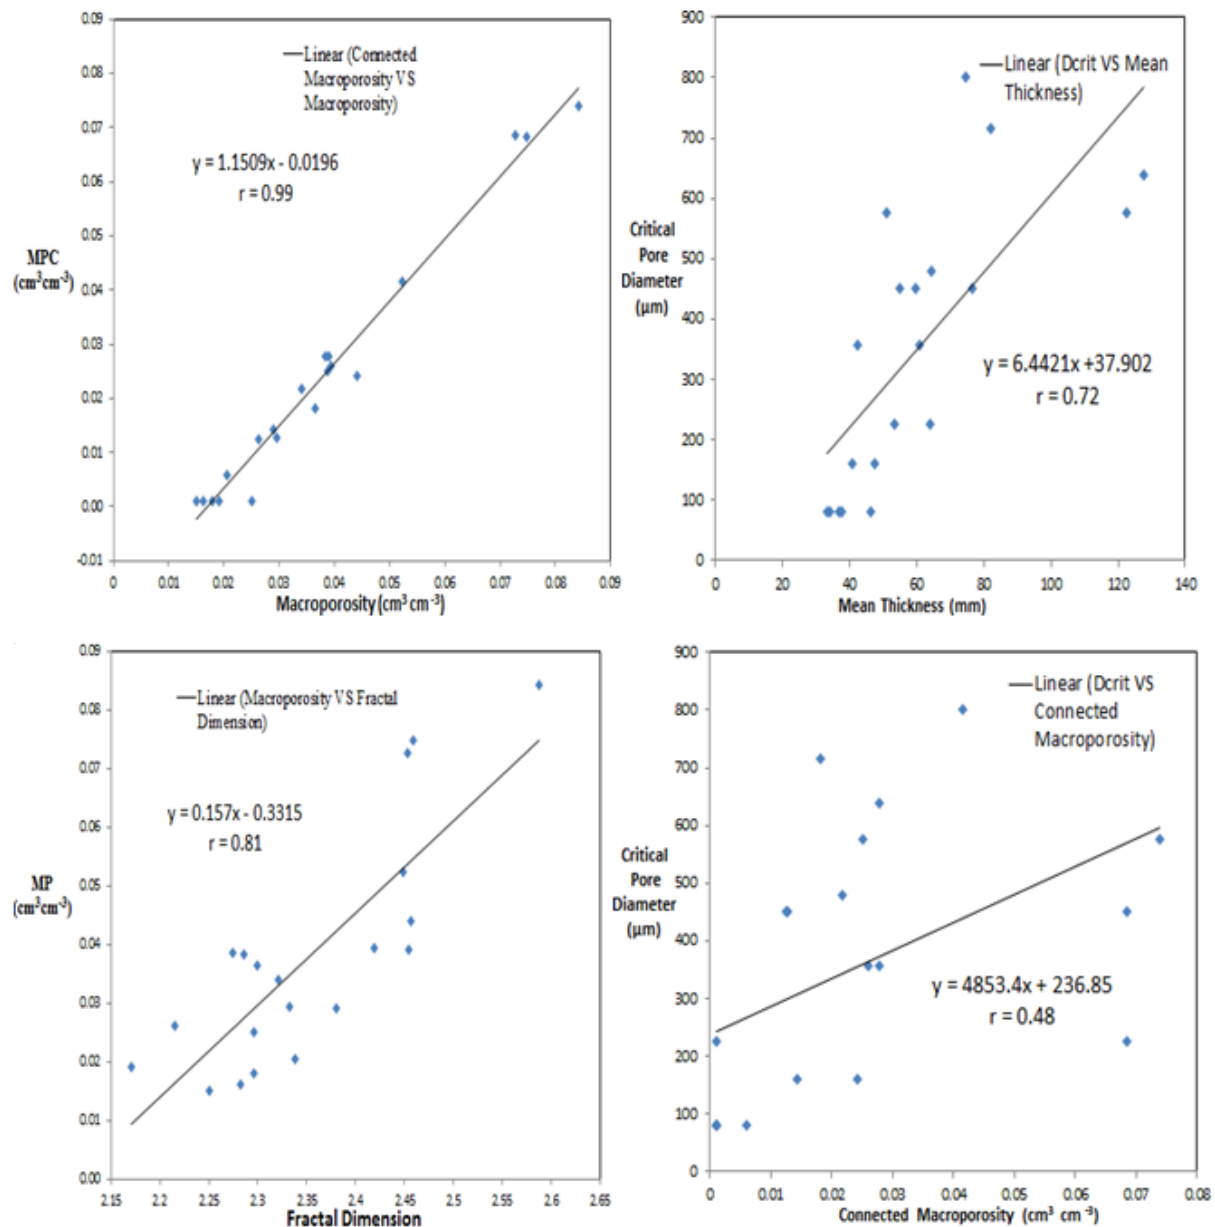 0.09
0.08
0.07
0.06
0.05
0.04
0.03
0.02
0.01
0.00
-0.01
MPC
(cm³cm⁻³)
Linear (Connected
Macroporosity VS
Macroporosity)
y = 1.1509x - 0.0196
r = 0.99
0 0.01 0.02 0.03 0.04 0.05 0.06 0.07 0.08 0.09
Macroporosity (cm³ cm⁻³)
900
800
700
600
500
400
300
200
100
0
Critical
Pore
Diameter
(µm)
Linear (Dcrit VS Mean
Thickness)
y = 6.4421x +37.902
r = 0.72
0 20 40 60 80 100 120 140
Mean Thickness (mm)
0.09
0.08
0.07
0.06
0.05
0.04
0.03
0.02
0.01
0.00
MP
(cm³cm⁻³)
Linear (Macroporosity VS Fractal
Dimension)
y = 0.157x - 0.3315
r = 0.81
2.15 2.2 2.25 2.3 2.35 2.4 2.45 2.5 2.55 2.6 2.65
Fractal Dimension
900
800
700
600
500
400
300
200
100
0
Critical
Pore
Diameter
(µm)
Linear (Dcrit VS
Connected
Macroporosity)
y = 4853.4x + 236.85
r = 0.48
0 0.01 0.02 0.03 0.04 0.05 0.06 0.07 0.08
Connected Macroporosity (cm³ cm⁻³)